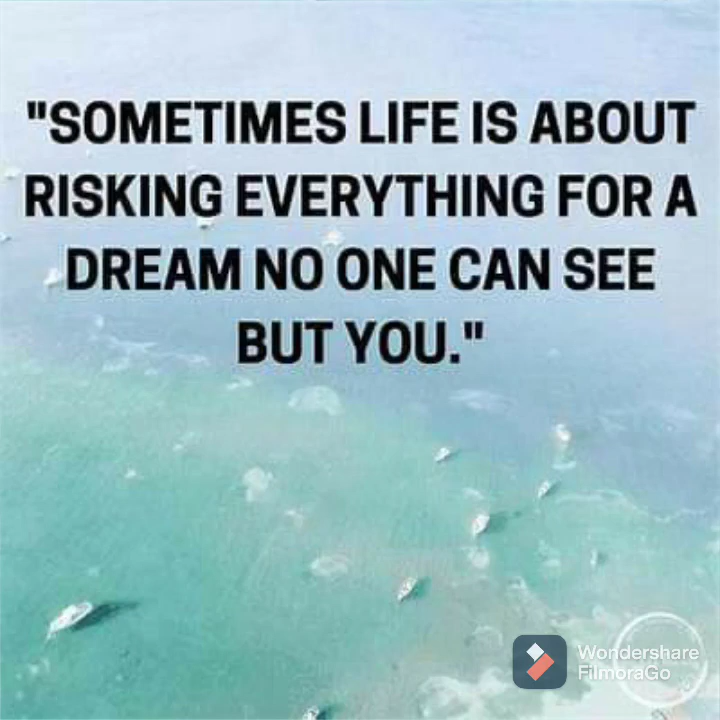 "SOMETIMES LIFE IS ABOUT
RISKING EVERYTHING FOR A
DREAM NO ONE CAN SEE
BUT YOU."
Wondershare
FilmoraGo